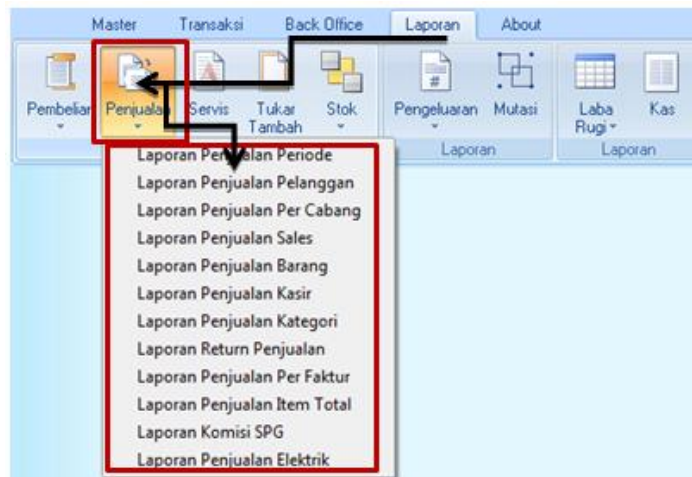 Master Transaksi Back Office Laporan About
Pembelian Penjualan Servis Tukar Tambah Stok Pengeluaran Mutasi Laba Rugi Kas
Laporan Laporan
Laporan Penjualan Periode
Laporan Penjualan Pelanggan
Laporan Penjualan Per Cabang
Laporan Penjualan Sales
Laporan Penjualan Barang
Laporan Penjualan Kasir
Laporan Penjualan Kategori
Laporan Return Penjualan
Laporan Penjualan Per Faktur
Laporan Penjualan Item Total
Laporan Komisi SPG
Laporan Penjualan Elektrik